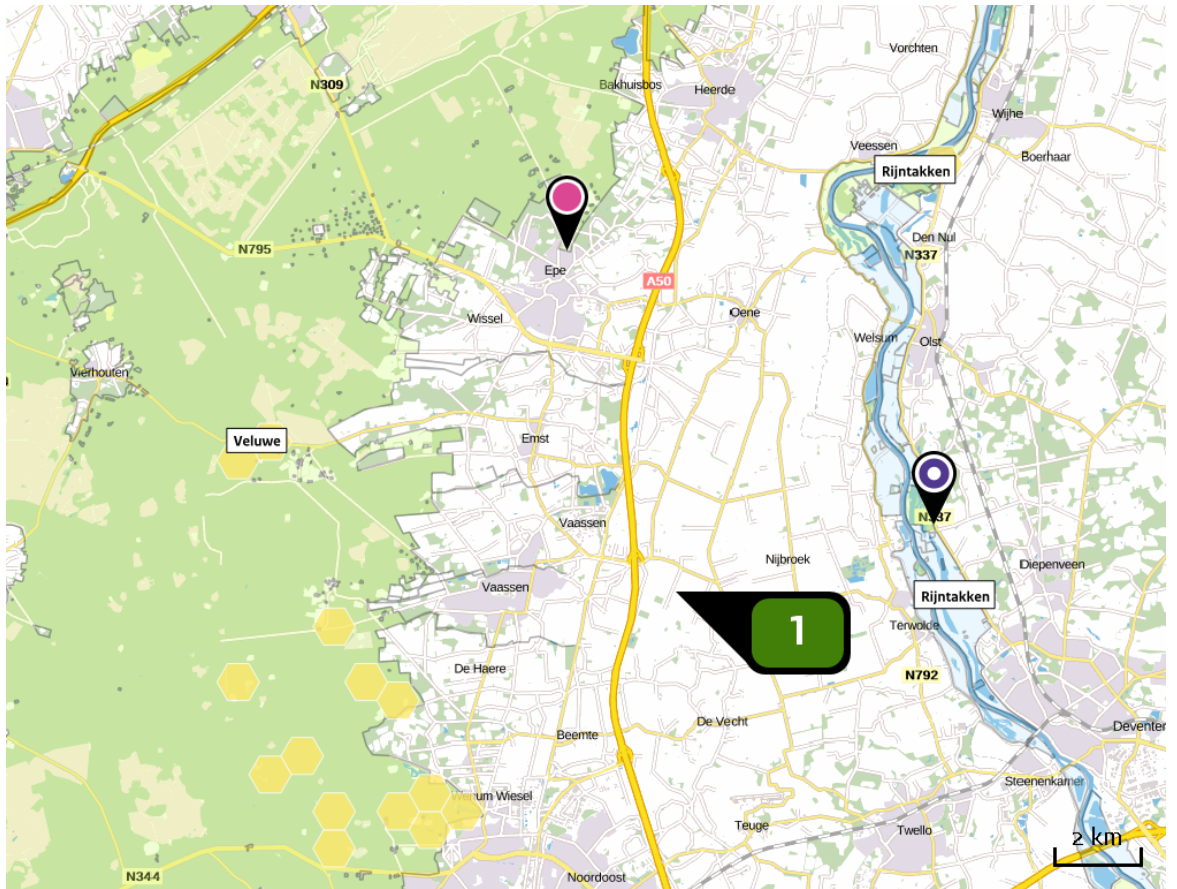 Vorchten
N309
Bakhuisbos
Heerde
Wijhe
Veessen
Boerhaar
Rijntakken
N795
Den Nul
N337
Epe
A50
Wissel
Oene
Welsum
Olst
Vierhouten
Veluwe
Emst
Vaassen
Nijbroek
Diepenveen
Vaassen
Rijntakken
1
Terwolde
De Haere
N792
De Vecht
Deventer
Beemte
Steenenkamer
Wiesel
Teuge
Twello
2 km
N344
Noordoost